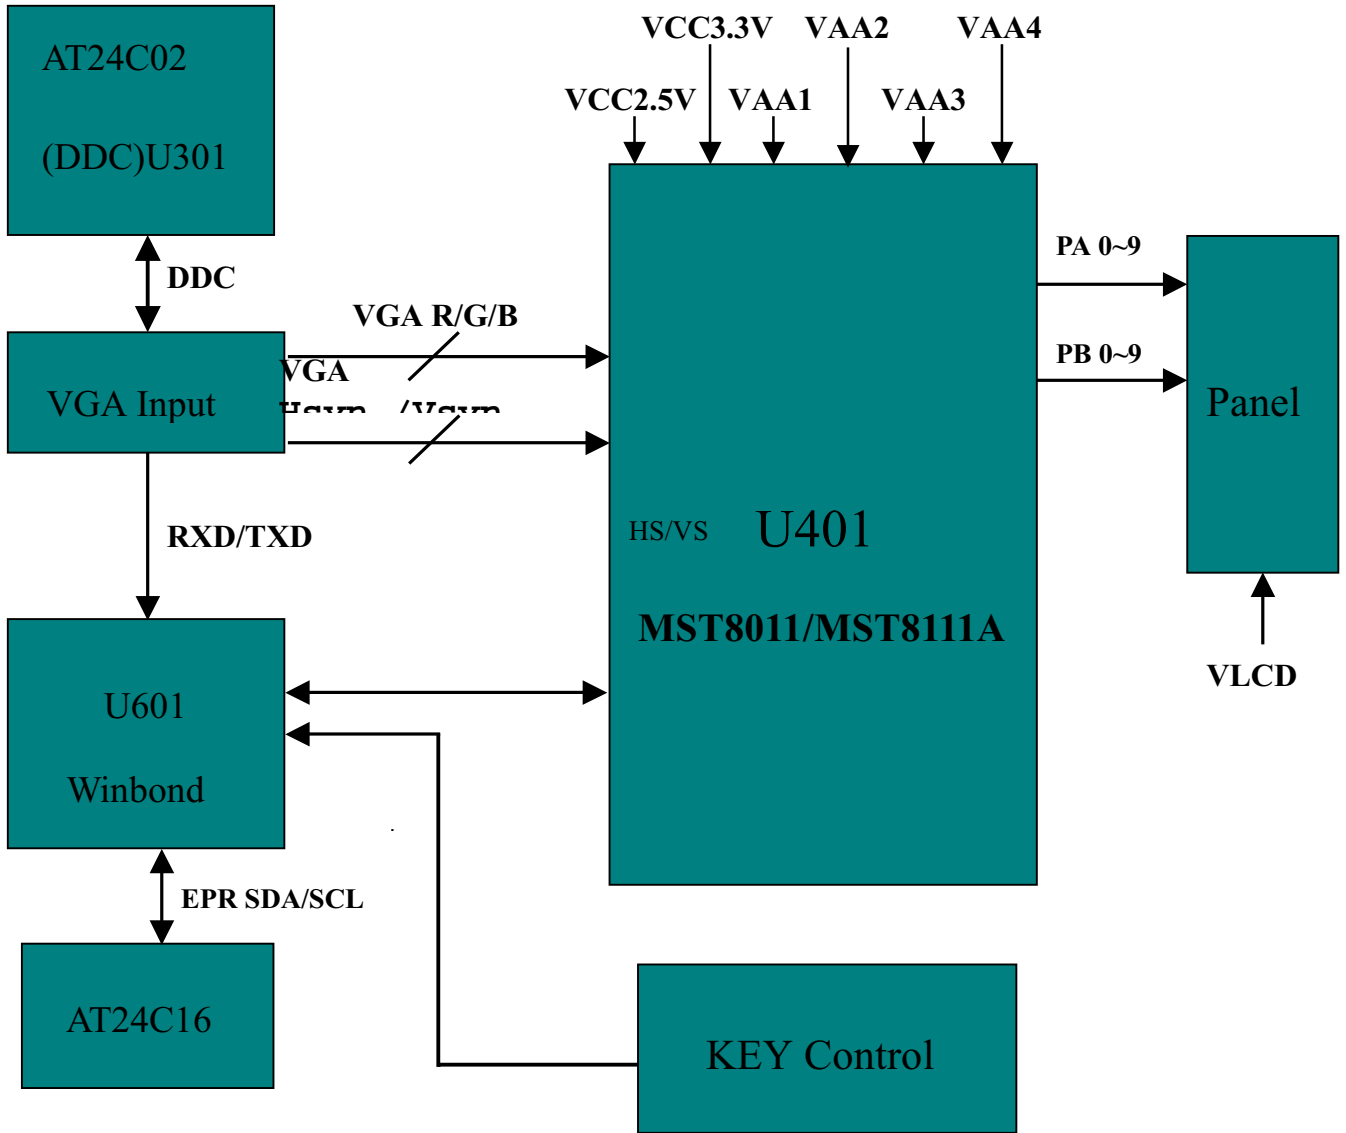 VCC3.3V VAA2 VAA4
AT24C02
VCC2.5V VAA1 VAA3
(DDC)U301
PA 0~9
DDC
VGA R/G/B
PB 0~9
VGA
VGA Input
Panel
HS/VS U401
RXD/TXD
MST8011/MST8111A
VLCD
U601
Winbond
EPR SDA/SCL
AT24C16
KEY Control